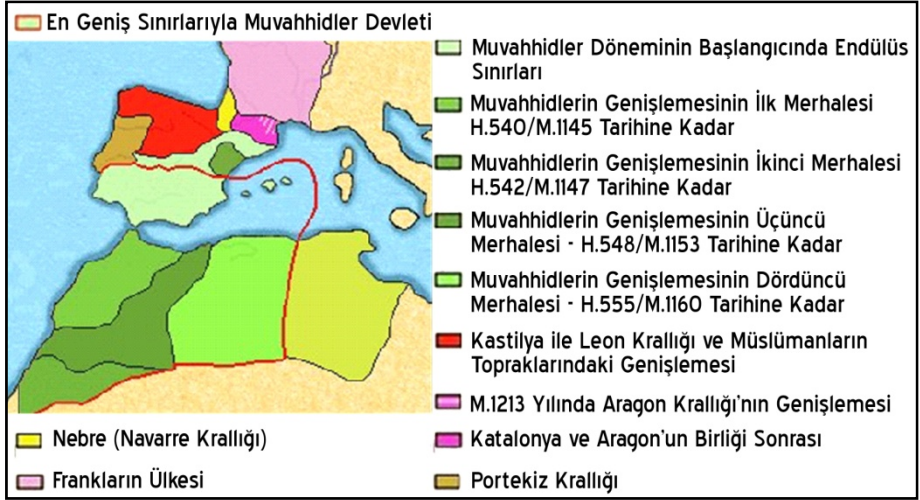 En Geniş Sınırlarıyla Muvahhidler Devleti
Muvahhidler Döneminin Başlangıcında Endülüs
Sınırları
Muvahhidlerin Genişlemesinin İlk Merhalesi
H.540/M.1145 Tarihine Kadar
Muvahhidlerin Genişlemesinin İkinci Merhalesi
H.542/M.1147 Tarihine Kadar
Muvahhidlerin Genişlemesinin Üçüncü
Merhalesi - H.548/M.1153 Tarihine Kadar
Muvahhidlerin Genişlemesinin Dördüncü
Merhalesi - H.555/M.1160 Tarihine Kadar
Kastilya ile Leon Krallığı ve Müslümanların
Topraklarındaki Genişlemesi
M.1213 Yılında Aragon Krallığı'nın Genişlemesi
Nebre (Navarre Krallığı)
Katalonya ve Aragon'un Birliği Sonrası
Frankların Ülkesi
Portekiz Krallığı